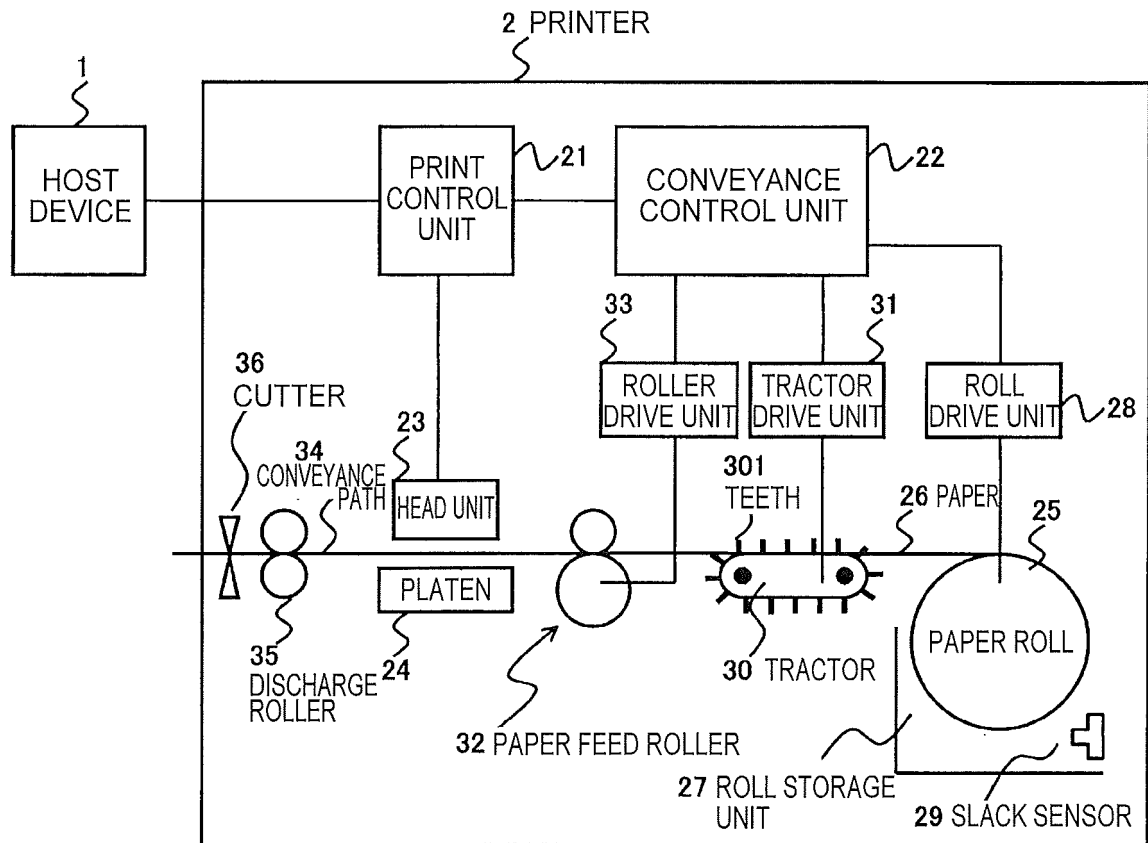 2 PRINTER
1
HOST
DEVICE
PRINT
CONTROL
UNIT
21
CONVEYANCE
CONTROL UNIT
22
33
ROLLER
DRIVE UNIT
31
TRACTOR
DRIVE UNIT
ROLL
DRIVE UNIT
28
36
CUTTER
34
CONVEYANCE
PATH
23
HEAD UNIT
301
TEETH
26 PAPER
25
PLATEN
24
35
DISCHARGE
ROLLER
30 TRACTOR
PAPER ROLL
32 PAPER FEED ROLLER
27 ROLL STORAGE
UNIT
29 SLACK SENSOR